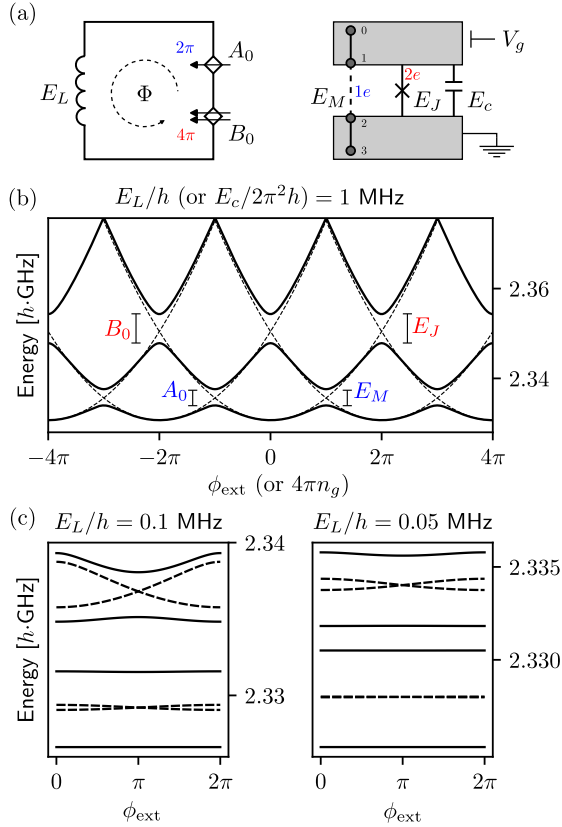 (a)
2π
A₀
E_L
Φ
4π
B₀
0
V_g
1
2e
E_M
1e
E_J
E_c
2
3
(b)
E_L/h (or E_c/2π²h) = 1 MHz
Energy [h·GHz]
2.36
B₀
E_J
2.34
A₀
E_M
−4π
−2π
0
2π
4π
ϕ_ext (or 4πn_g)
(c)
E_L/h = 0.1 MHz
E_L/h = 0.05 MHz
2.34
2.335
Energy [h·GHz]
2.330
2.33
0
π
2π
0
π
2π
ϕ_ext
ϕ_ext